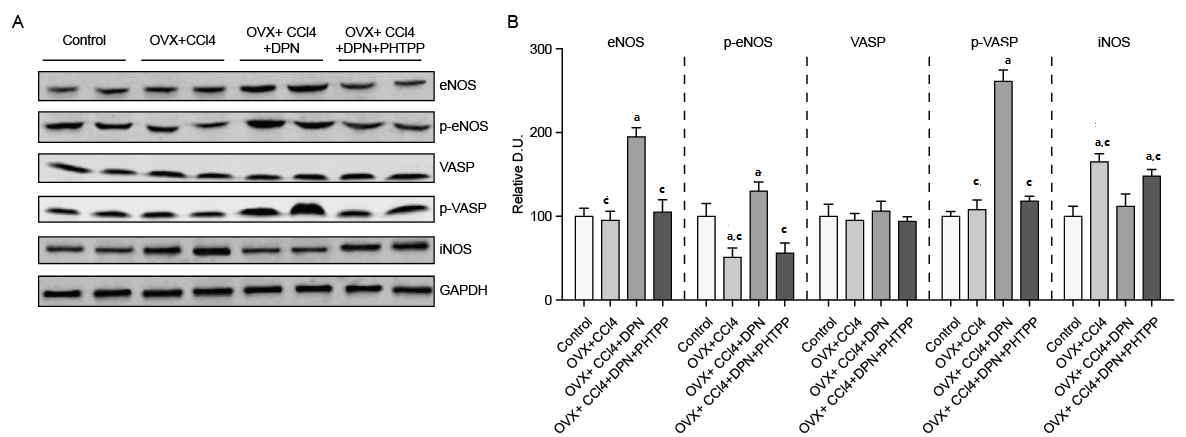 A
Control
OVX+CCl4
OVX+ CCl4
+DPN
OVX+ CCl4
+DPN+PHTPP
eNOS
p-eNOS
VASP
p-VASP
iNOS
GAPDH
B
eNOS
p-eNOS
VASP
p-VASP
iNOS
Relative D.U.
300
200
100
0
c
a
c
a,c
a
c
c
a
c
a,c
a,c
Control
OVX+CCl4
OVX+ CCl4+DPN
OVX+ CCl4+DPN+PHTPP
Control
OVX+CCl4
OVX+ CCl4+DPN
OVX+ CCl4+DPN+PHTPP
Control
OVX+CCl4
OVX+ CCl4+DPN
OVX+ CCl4+DPN+PHTPP
Control
OVX+CCl4
OVX+ CCl4+DPN
OVX+ CCl4+DPN+PHTPP
Control
OVX+CCl4
OVX+ CCl4+DPN
OVX+ CCl4+DPN+PHTPP